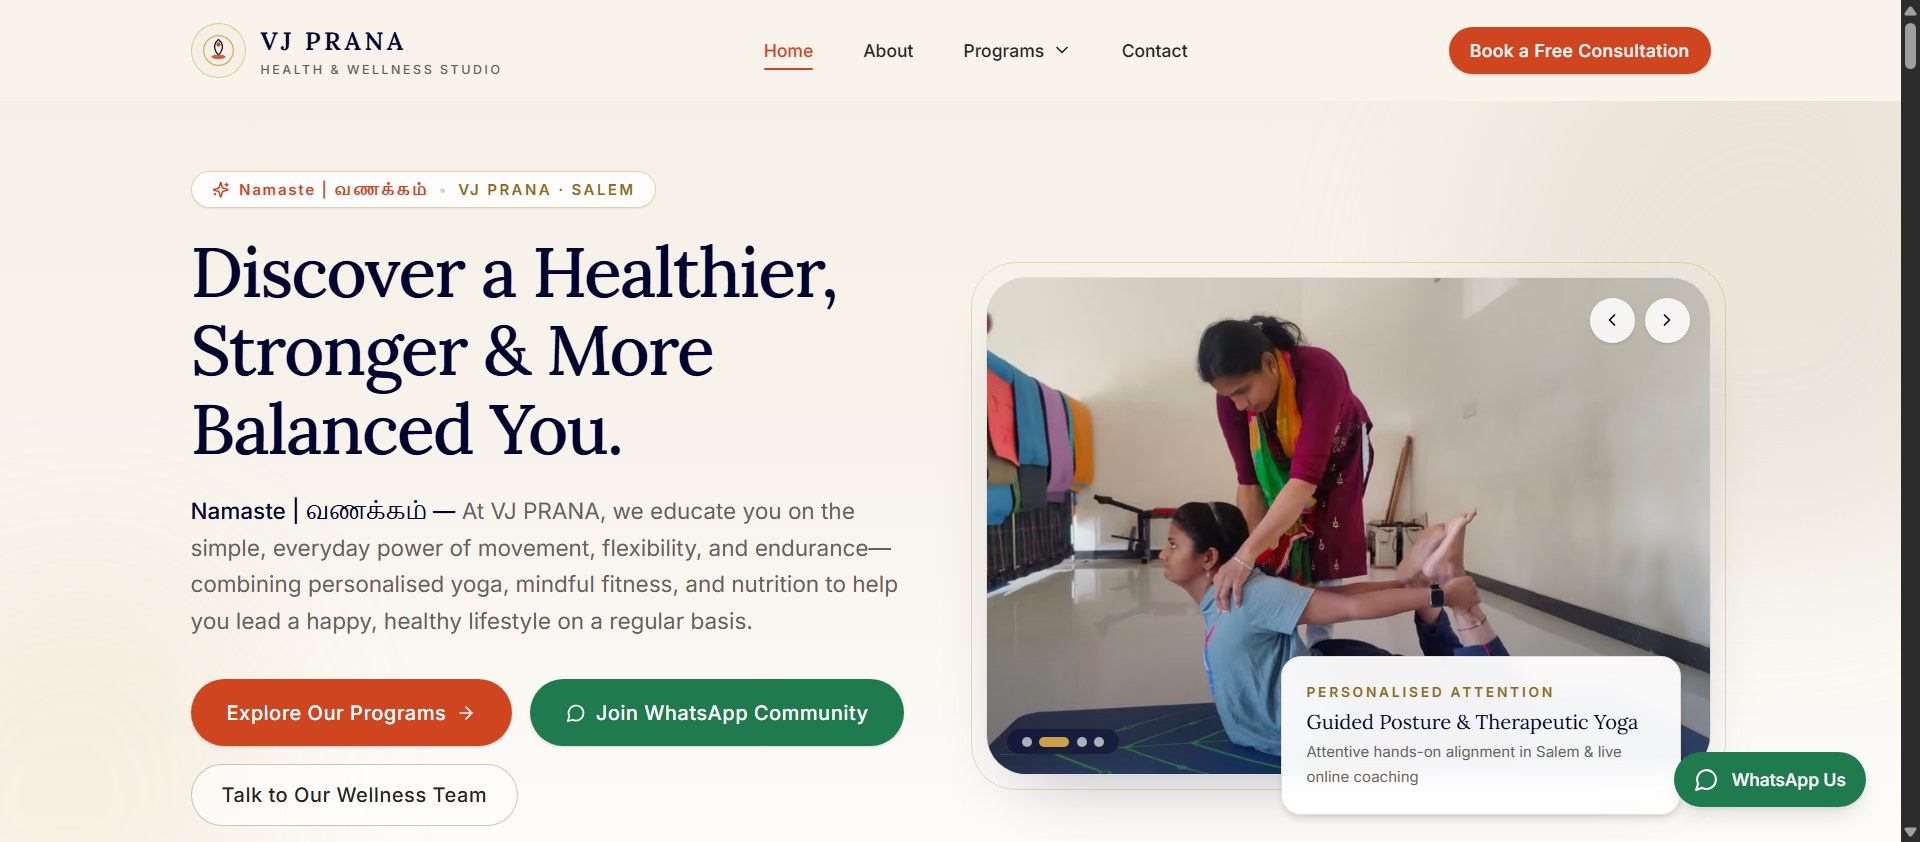 VJ PRANA
HEALTH & WELLNESS STUDIO
Home
About
Programs
Contact
Book a Free Consultation
Namaste | வணக்கம் • VJ PRANA · SALEM
Discover a Healthier,
Stronger & More
Balanced You.
Namaste | வணக்கம் — At VJ PRANA, we educate you on the
simple, everyday power of movement, flexibility, and endurance—
combining personalised yoga, mindful fitness, and nutrition to help
you lead a happy, healthy lifestyle on a regular basis.
Explore Our Programs
Join WhatsApp Community
Talk to Our Wellness Team
PERSONALISED ATTENTION
Guided Posture & Therapeutic Yoga
Attentive hands-on alignment in Salem & live
online coaching
WhatsApp Us